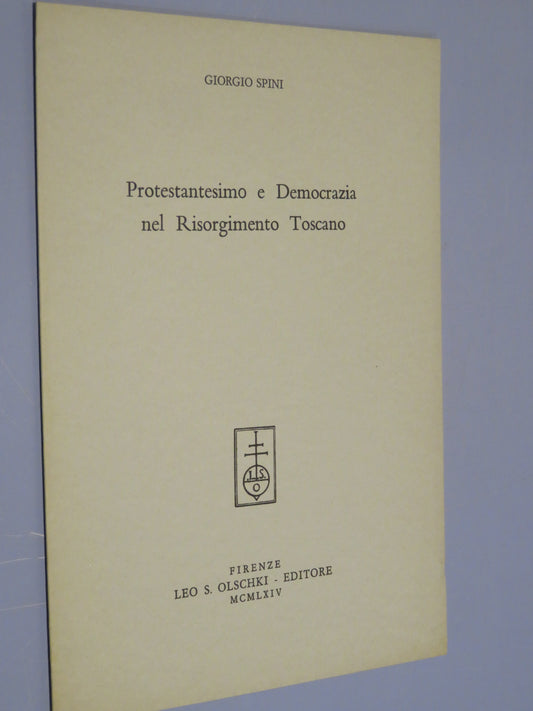 GIORGIO SPINI
Protestantesimo e Democrazia
nel Risorgimento Toscano
L S
O
FIRENZE
LEO S. OLSCHKI - EDITORE
MCMLXIV